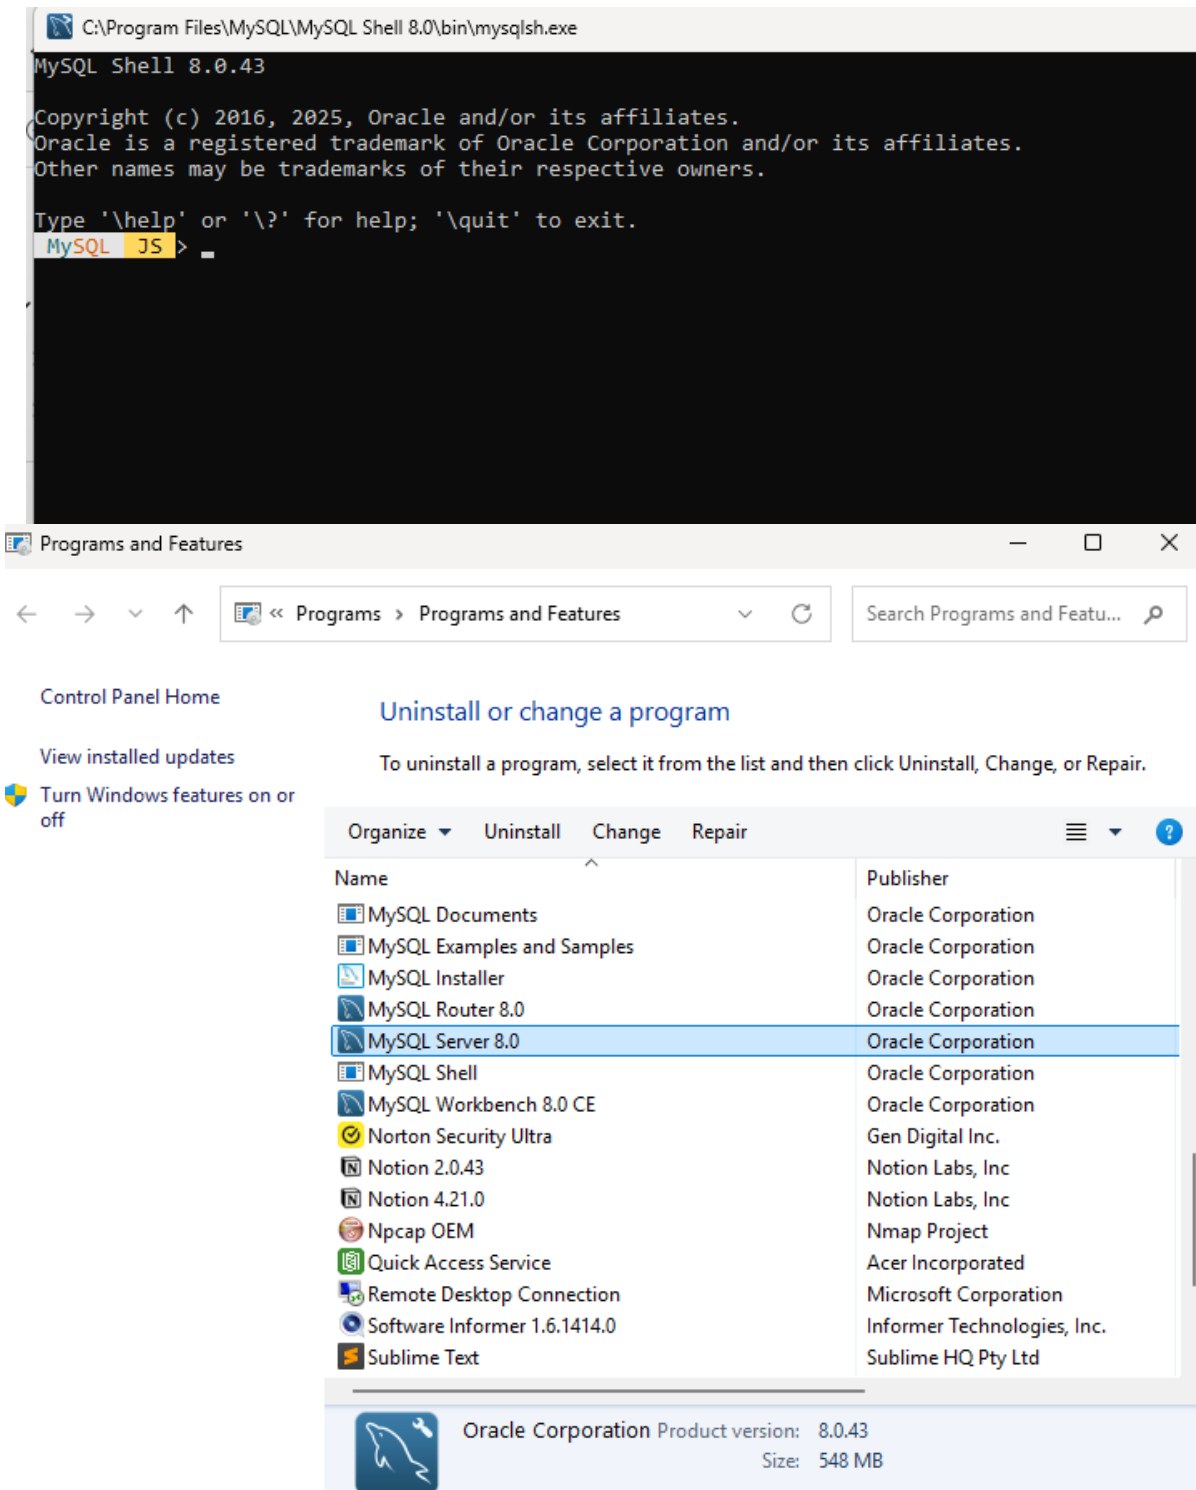 C:\Program Files\MySQL\MySQL Shell 8.0\bin\mysqlsh.exe
MySQL Shell 8.0.43
Copyright (c) 2016, 2025, Oracle and/or its affiliates.
Oracle is a registered trademark of Oracle Corporation and/or its affiliates.
Other names may be trademarks of their respective owners.
Type '\help' or '\?' for help; '\quit' to exit.
MySQL JS >
Programs and Features
« Programs > Programs and Features
Search Programs and Featu...
Control Panel Home
View installed updates
Turn Windows features on or
off
Uninstall or change a program
To uninstall a program, select it from the list and then click Uninstall, Change, or Repair.
Organize Uninstall Change Repair
Name Publisher
MySQL Documents Oracle Corporation
MySQL Examples and Samples Oracle Corporation
MySQL Installer Oracle Corporation
MySQL Router 8.0 Oracle Corporation
MySQL Server 8.0 Oracle Corporation
MySQL Shell Oracle Corporation
MySQL Workbench 8.0 CE Oracle Corporation
Norton Security Ultra Gen Digital Inc.
Notion 2.0.43 Notion Labs, Inc
Notion 4.21.0 Notion Labs, Inc
Npcap OEM Nmap Project
Quick Access Service Acer Incorporated
Remote Desktop Connection Microsoft Corporation
Software Informer 1.6.1414.0 Informer Technologies, Inc.
Sublime Text Sublime HQ Pty Ltd
Oracle Corporation Product version: 8.0.43
Size: 548 MB